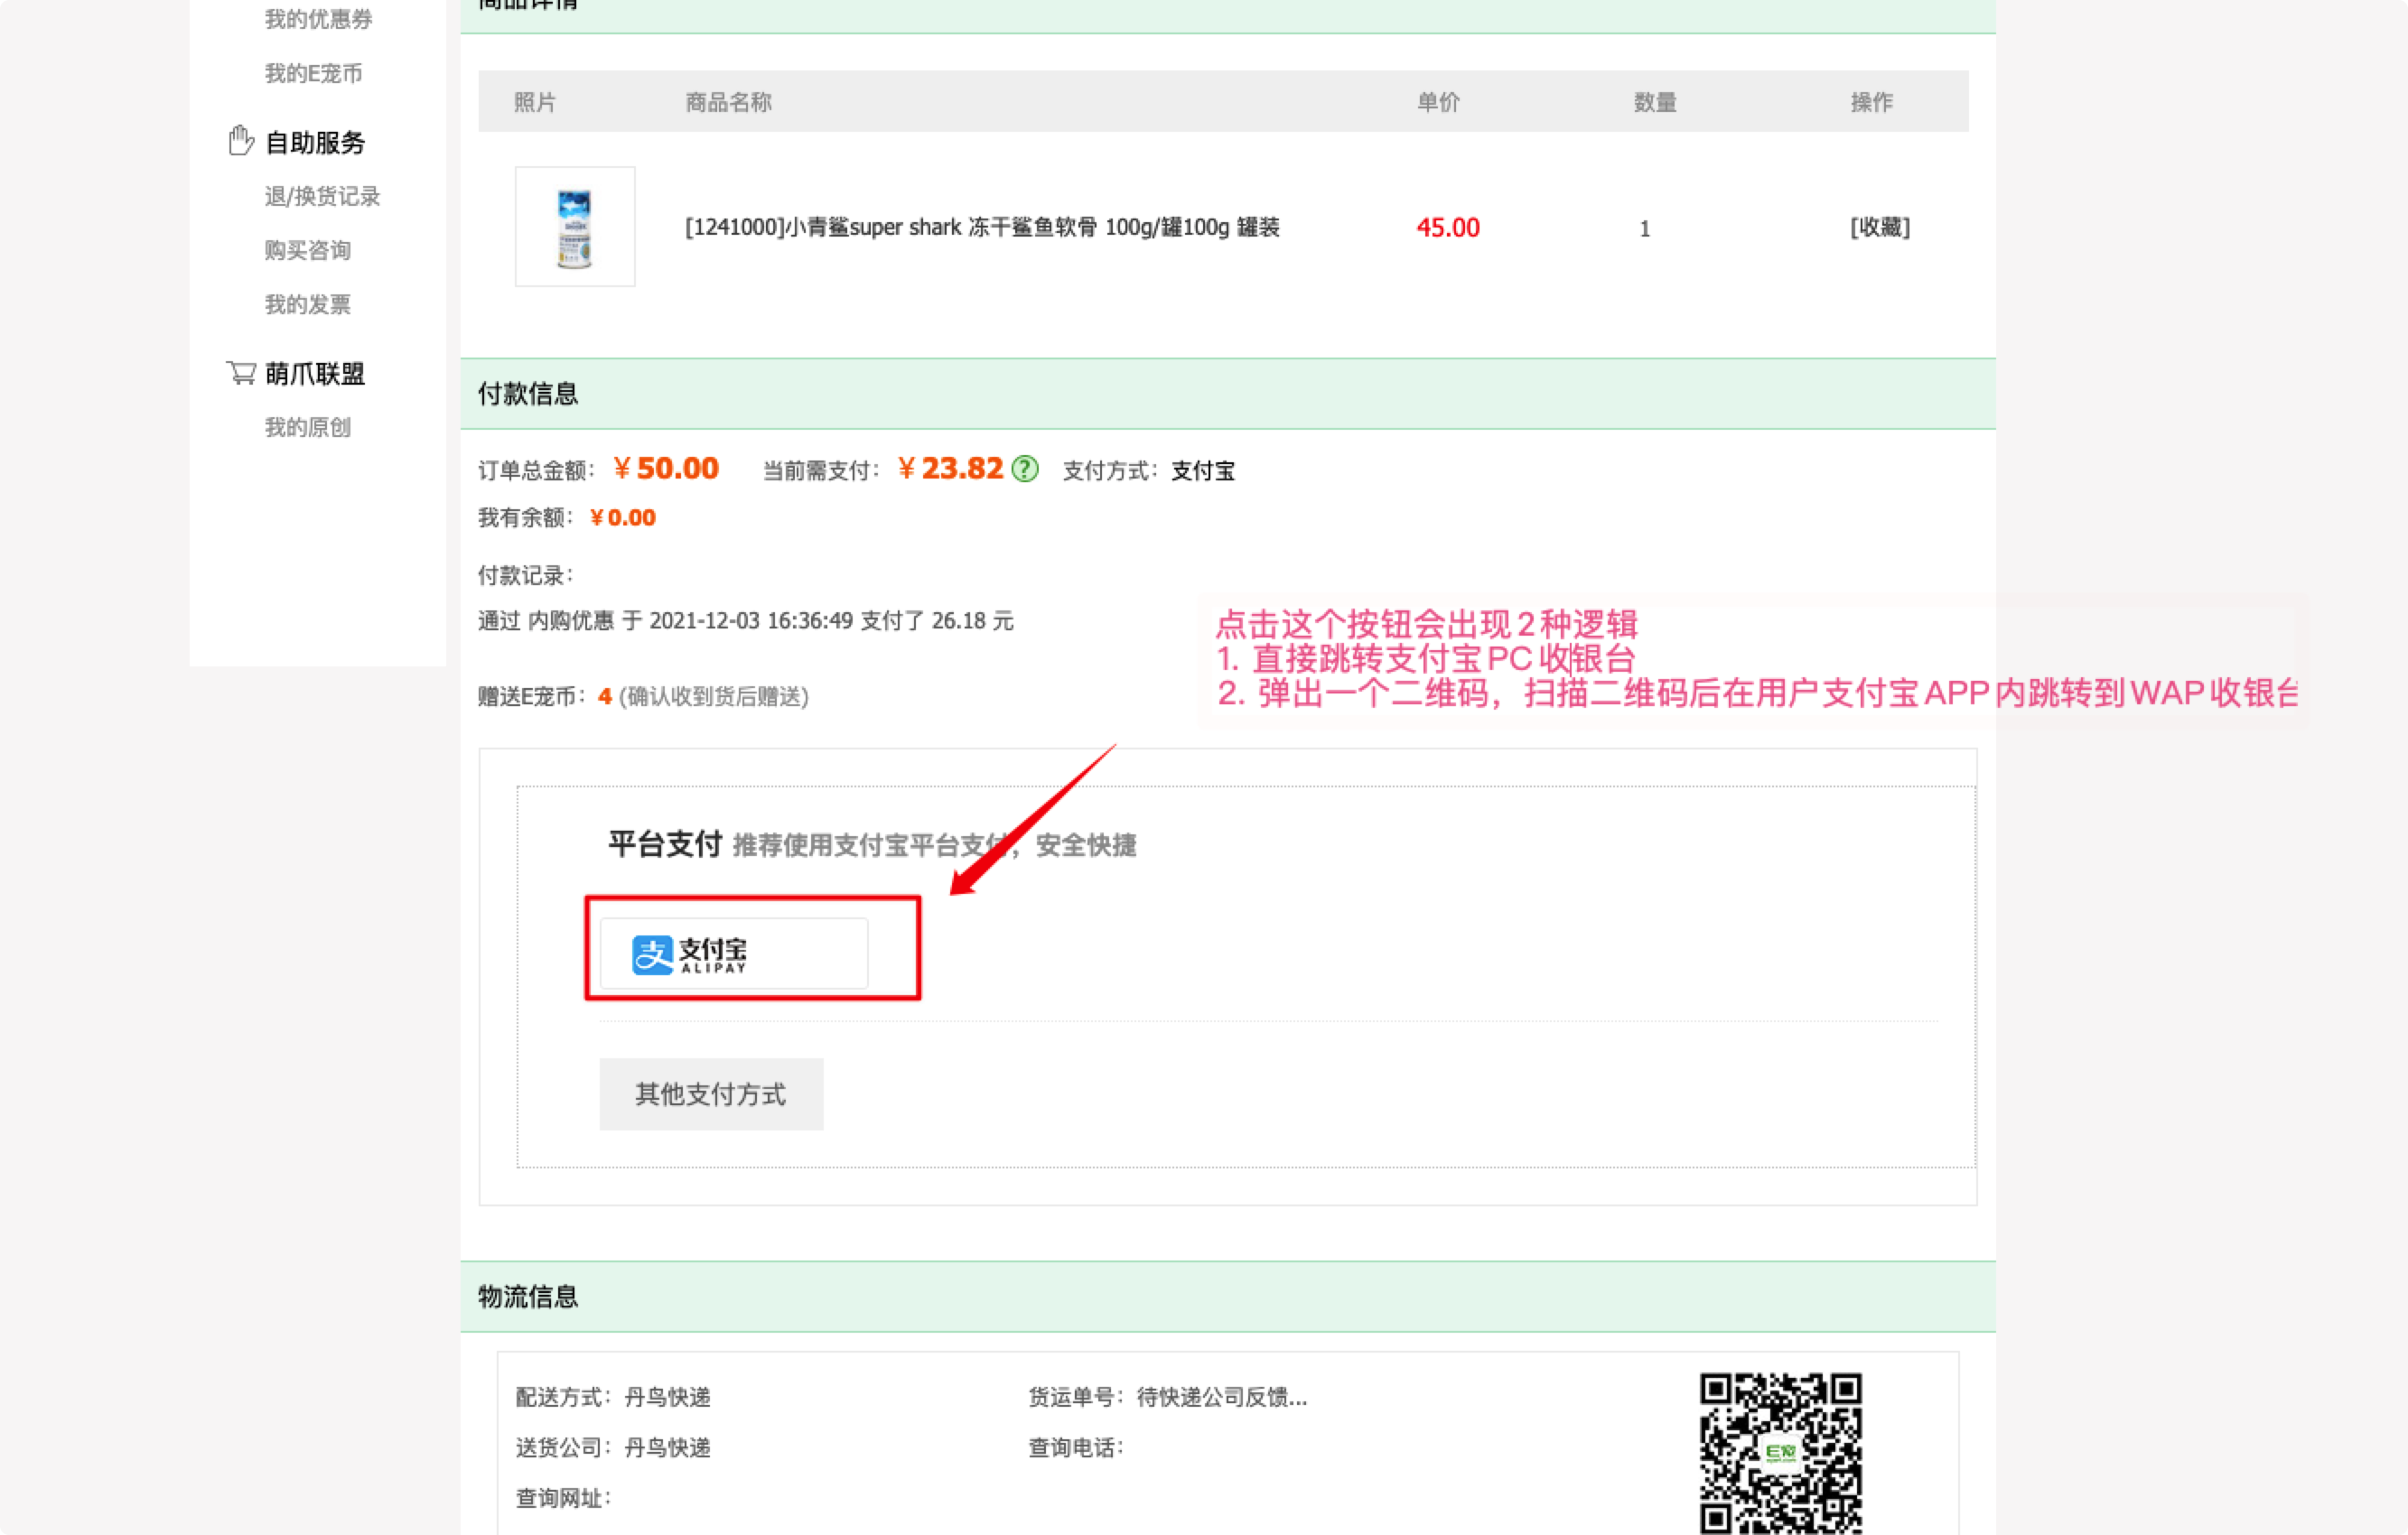 我的优惠券
我的E宠币
自助服务
退/换货记录
购买咨询
我的发票
萌爪联盟
我的原创
商品详情
照片 商品名称 单价 数量 操作
[1241000]小青鲨super shark 冻干鲨鱼软骨 100g/罐100g 罐装 45.00 1 [收藏]
付款信息
订单总金额： ￥50.00 当前需支付： ￥23.82 ? 支付方式： 支付宝
我有余额： ￥0.00
付款记录：
通过 内购优惠 于 2021-12-03 16:36:49 支付了 26.18 元
赠送E宠币： 4 (确认收到货后赠送)
点击这个按钮会出现2种逻辑
1. 直接跳转支付宝PC收银台
2. 弹出一个二维码，扫描二维码后在用户支付宝APP内跳转到WAP收银台
平台支付 推荐使用支付宝平台支付，安全快捷
支付宝
ALIPAY
其他支付方式
物流信息
配送方式： 丹鸟快递 货运单号： 待快递公司反馈...
送货公司： 丹鸟快递 查询电话：
查询网址：
E宠